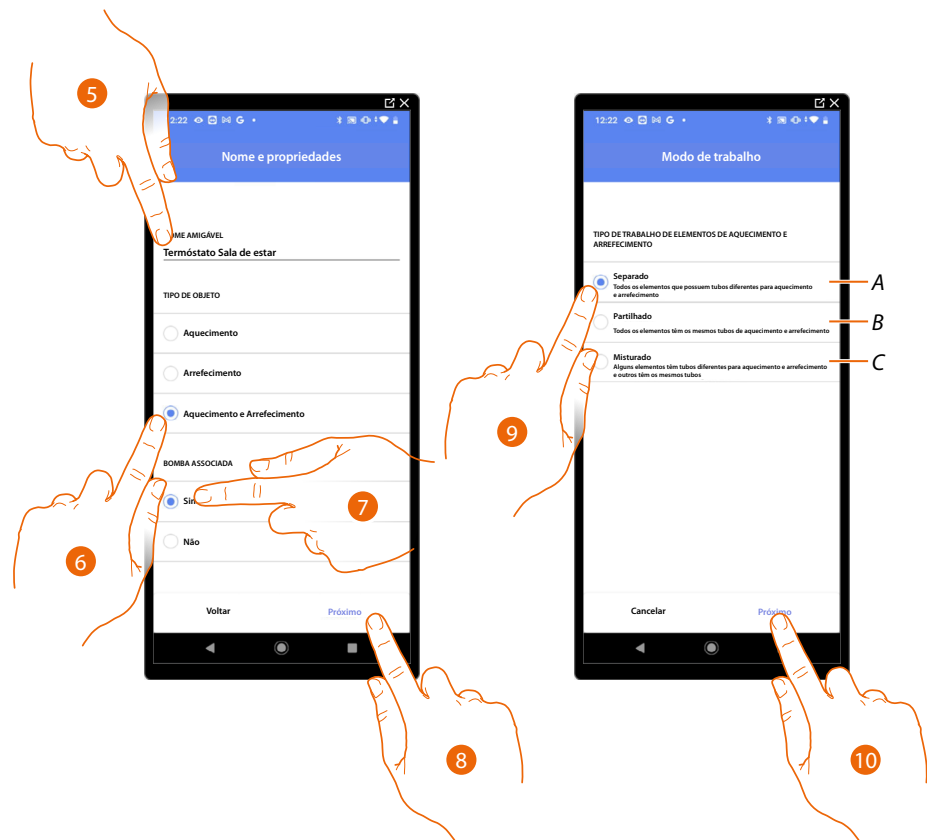 5
2:22 G
Nome e propriedades
OME AMIGÁVEL
Termóstato Sala de estar
TIPO DE OBJETO
Aquecimento
Arrefecimento
Aquecimento e Arrefecimento
BOMBA ASSOCIADA
7
Não
6
Voltar
Próximo
8
12:22 G
Modo de trabalho
TIPO DE TRABALHO DE ELEMENTOS DE AQUECIMENTO E
ARREFECIMENTO
Separado
Todos os elementos que possuem tubos diferentes para aquecimento
e arrefecimento
A
Partilhado
Todos os elementos têm os mesmos tubos de aquecimento e arrefecimento
B
Misturado
Alguns elementos têm tubos diferentes para aquecimento e arrefecimento
e outros têm os mesmos tubos
C
9
Cancelar
Próximo
10